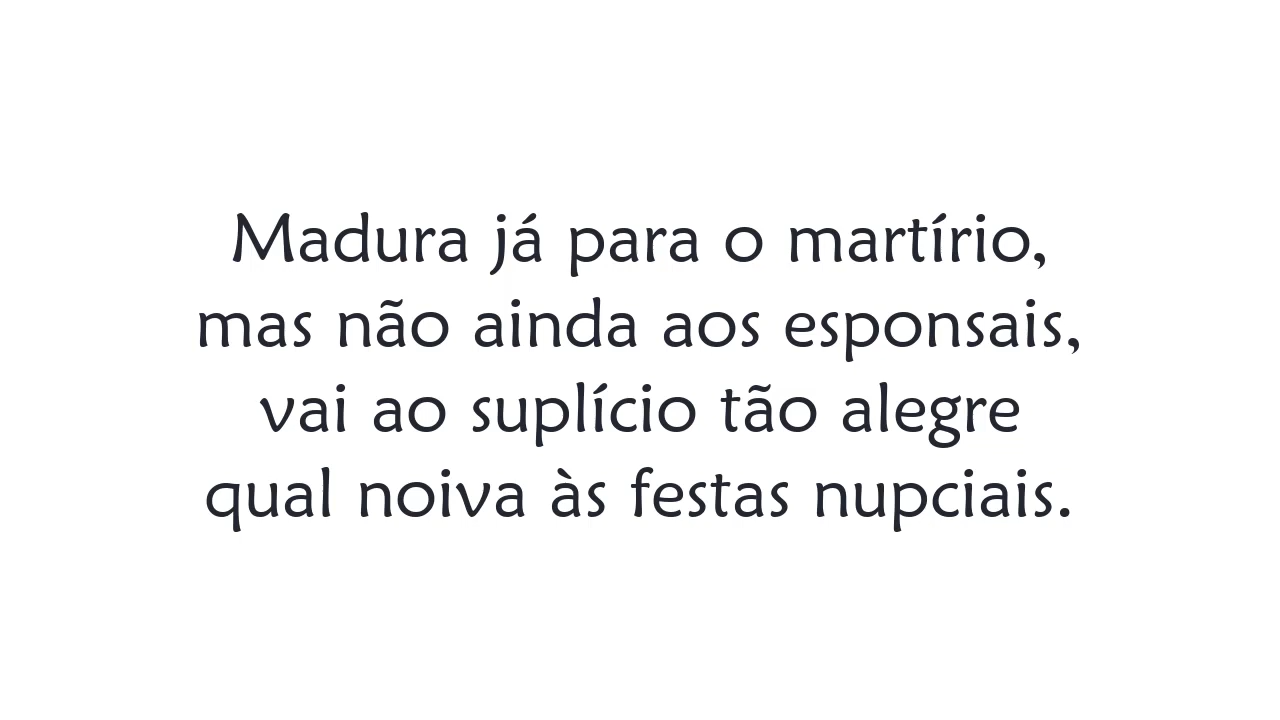 Madura já para o martírio,
mas não ainda aos esponsais,
vai ao suplício tão alegre
qual noiva às festas nupciais.